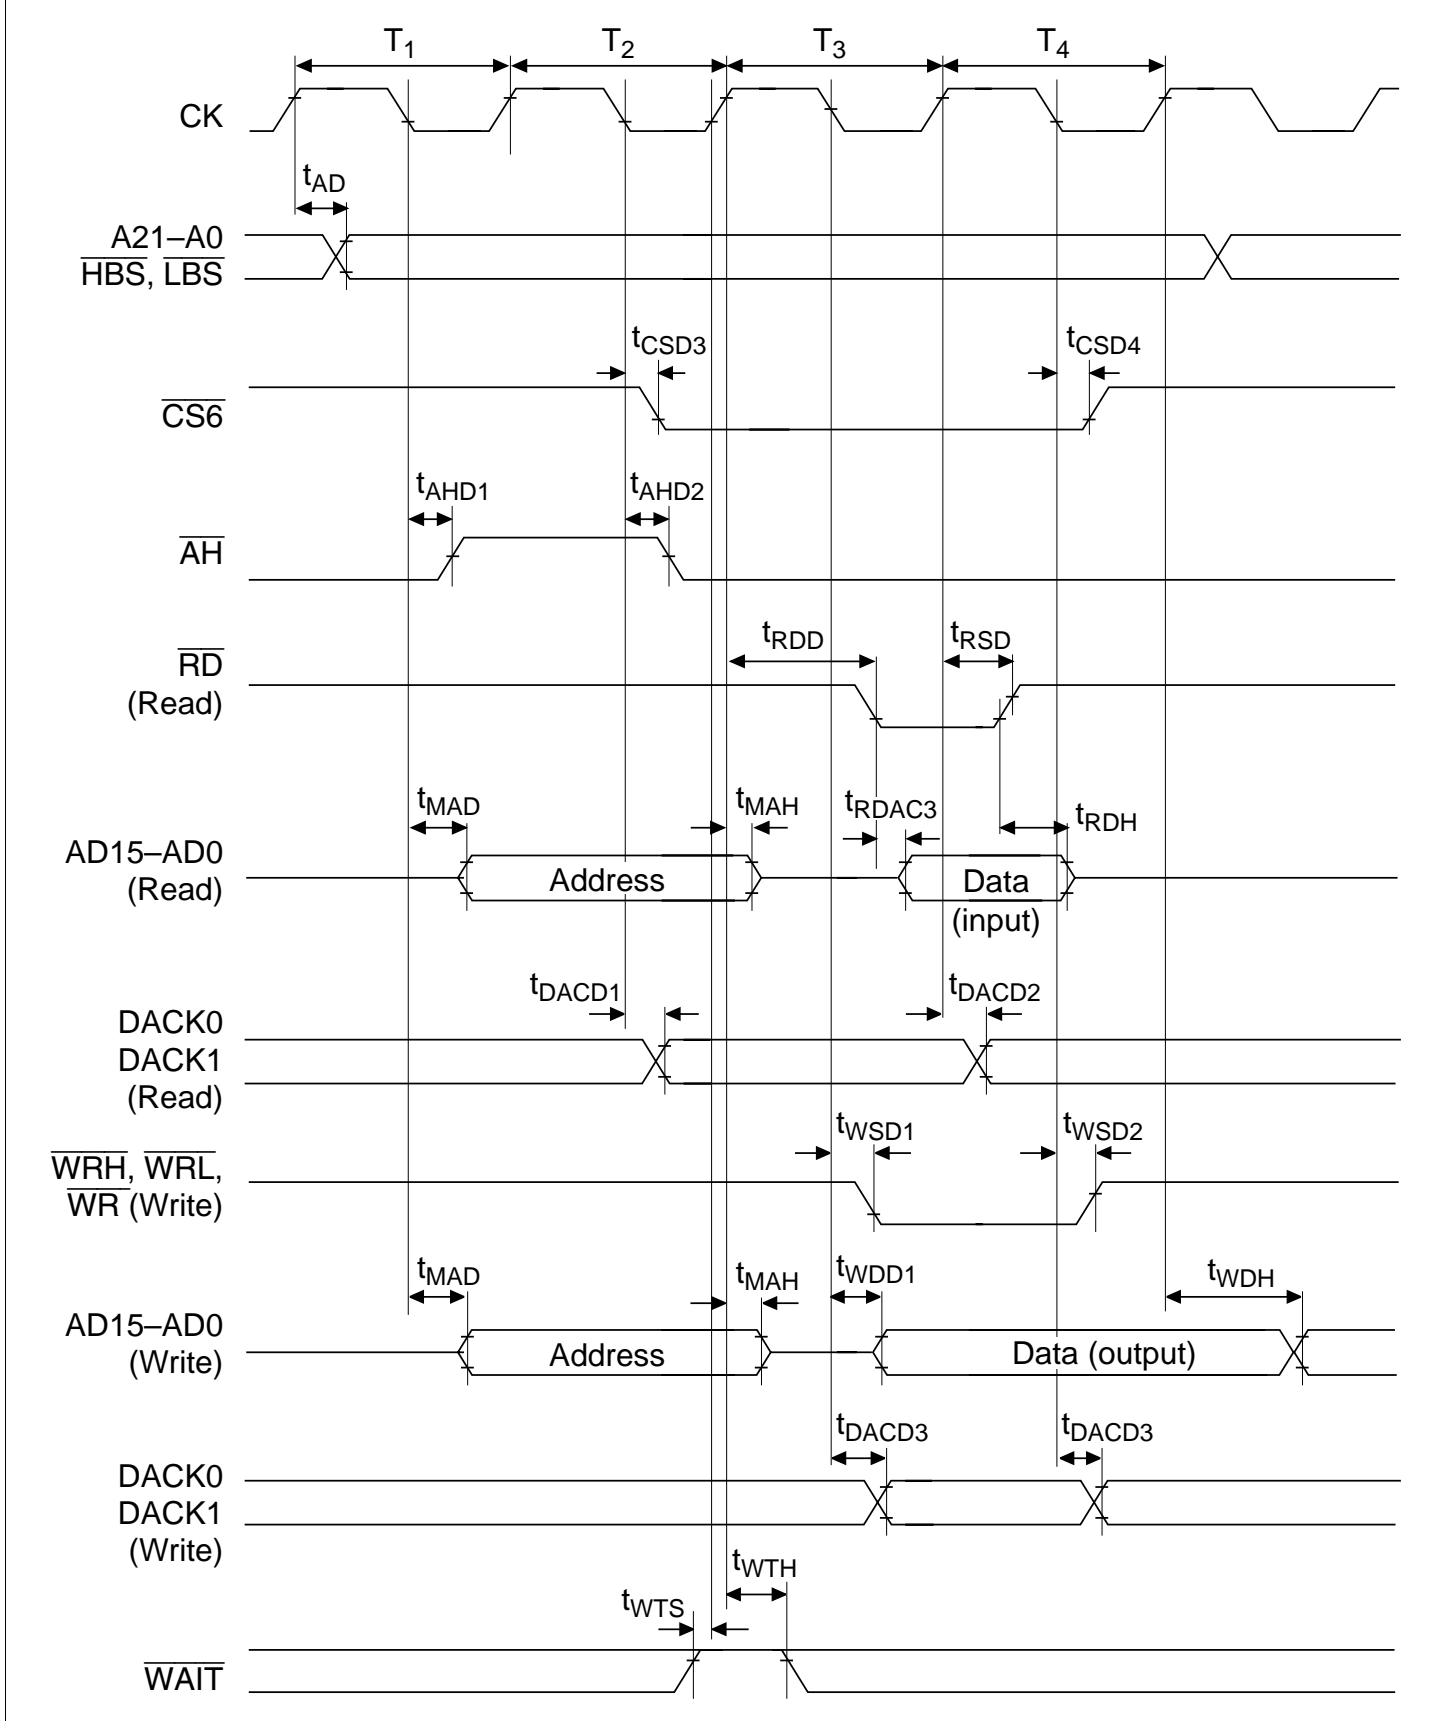 T1 T2 T3 T4
CK
tAD
A21–A0
HBS, LBS
tCSD3 tCSD4
CS6
tAHD1 tAHD2
AH
tRDD tRSD
RD
(Read)
tMAD tMAH tRDAC3 tRDH
AD15–AD0
(Read)
Address Data
(input)
tDACD1 tDACD2
DACK0
DACK1
(Read)
tWSD1 tWSD2
WRH, WRL,
WR (Write)
tMAD tMAH tWDD1 tWDH
AD15–AD0
(Write)
Address Data (output)
tDACD3 tDACD3
DACK0
DACK1
(Write)
tWTH
tWTS
WAIT